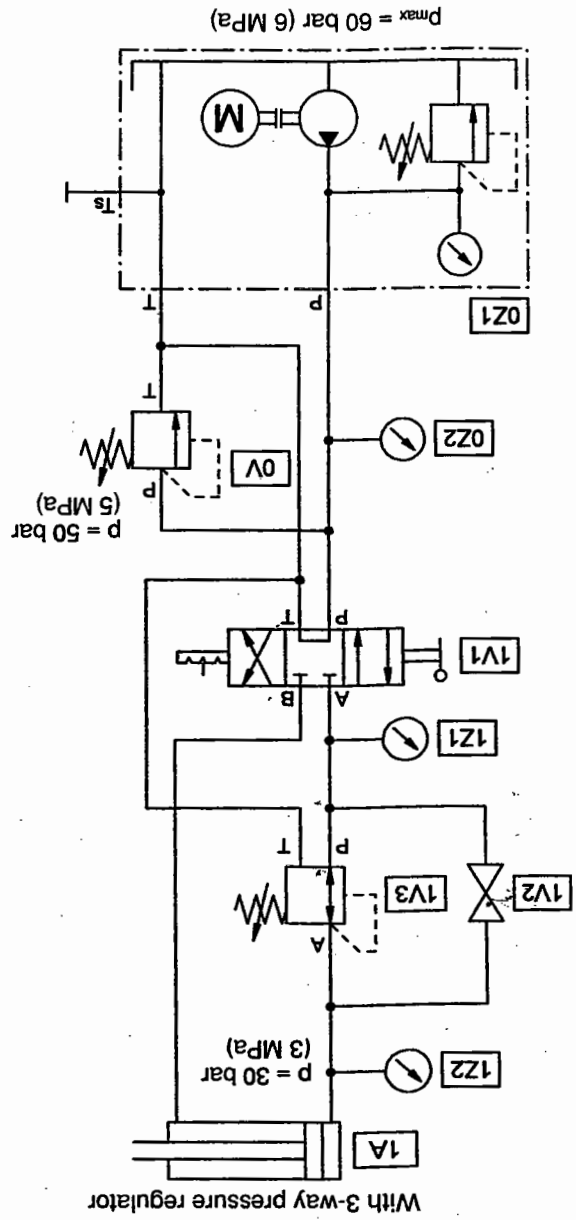 With 3-way pressure regulator
1A
1Z2
p = 30 bar
(3 MPa)
A
1V2
1V3
P T
1Z1
A B
1V1
P T
p = 50 bar
(5 MPa)
P
0V
0Z2
T
0Z1
P T
Ts
M
pmax = 60 bar (6 MPa)